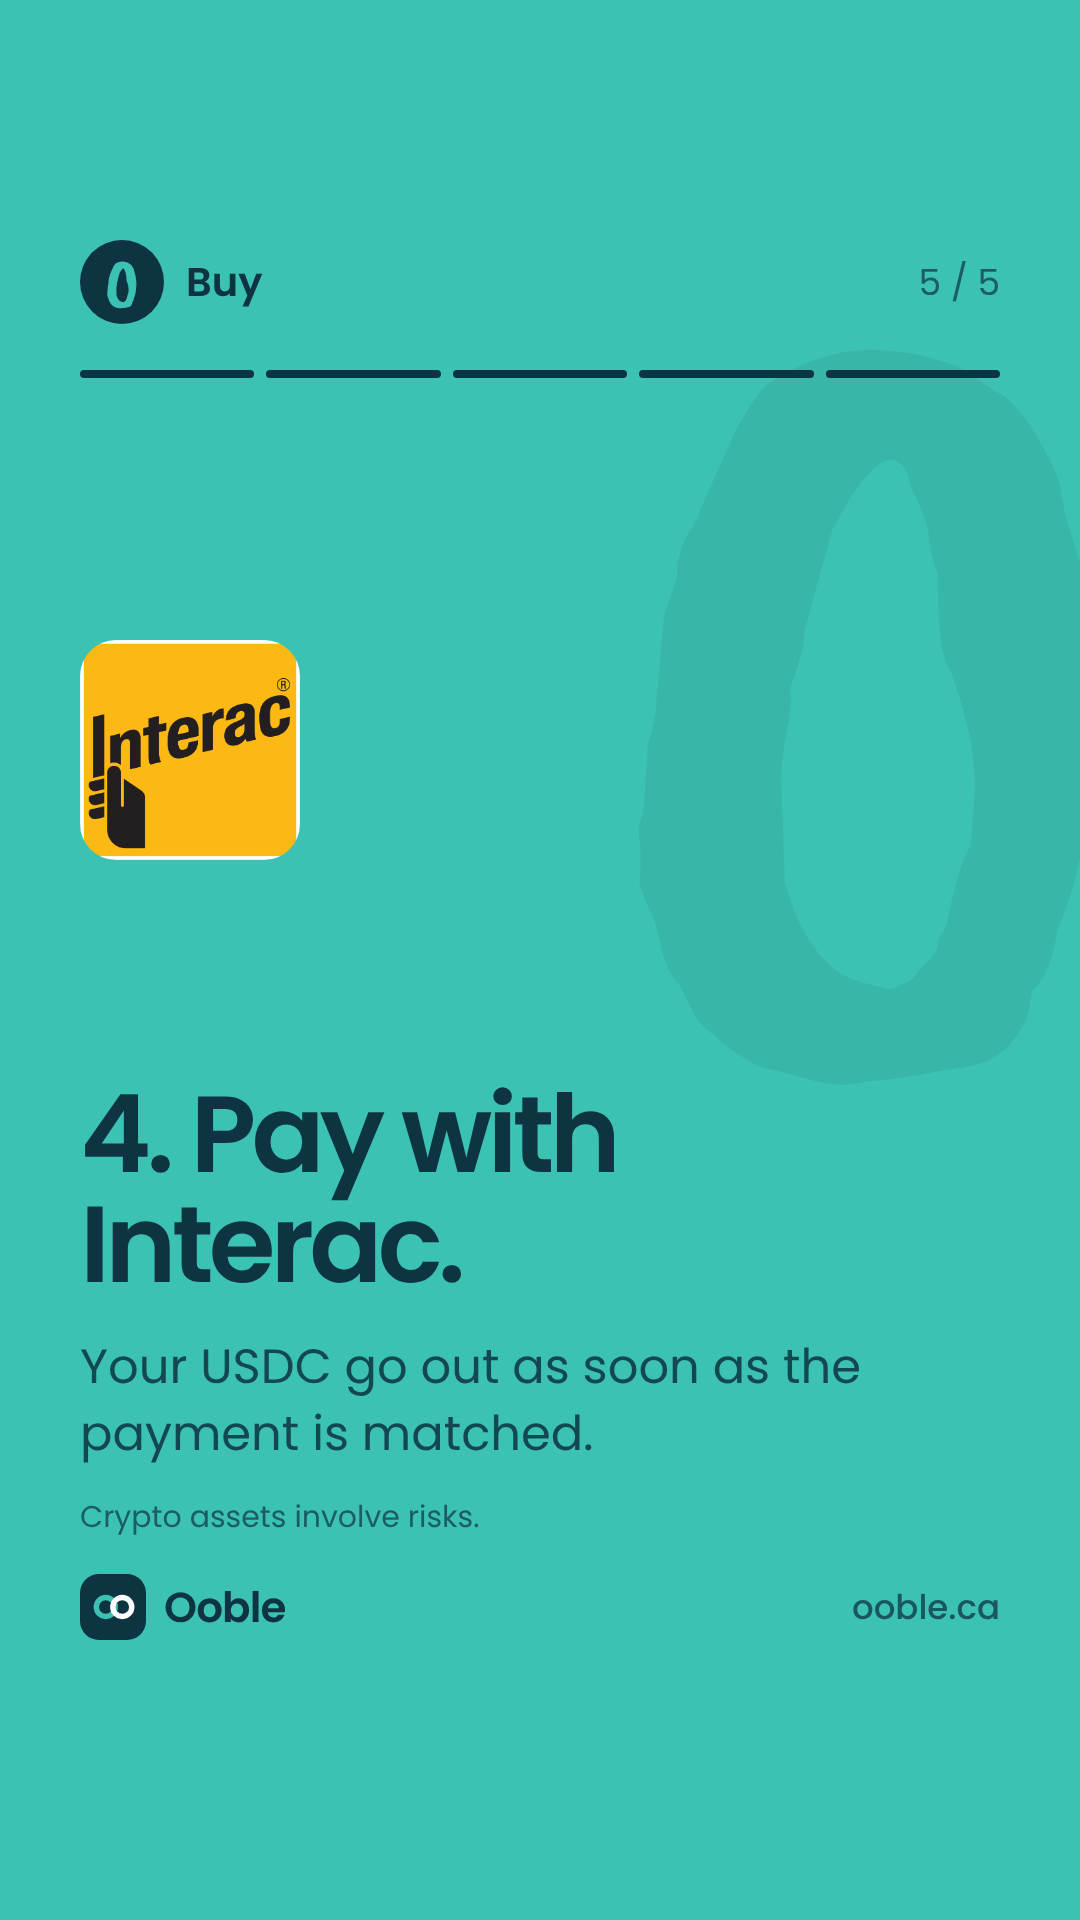 Buy
5 / 5
Interac®
4. Pay with
Interac.
Your USDC go out as soon as the
payment is matched.
Crypto assets involve risks.
Ooble
ooble.ca